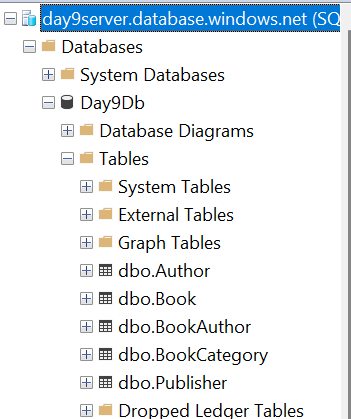 day9server.database.windows.net (SQ
Databases
System Databases
Day9Db
Database Diagrams
Tables
System Tables
External Tables
Graph Tables
dbo.Author
dbo.Book
dbo.BookAuthor
dbo.BookCategory
dbo.Publisher
Dropped Ledger Tables